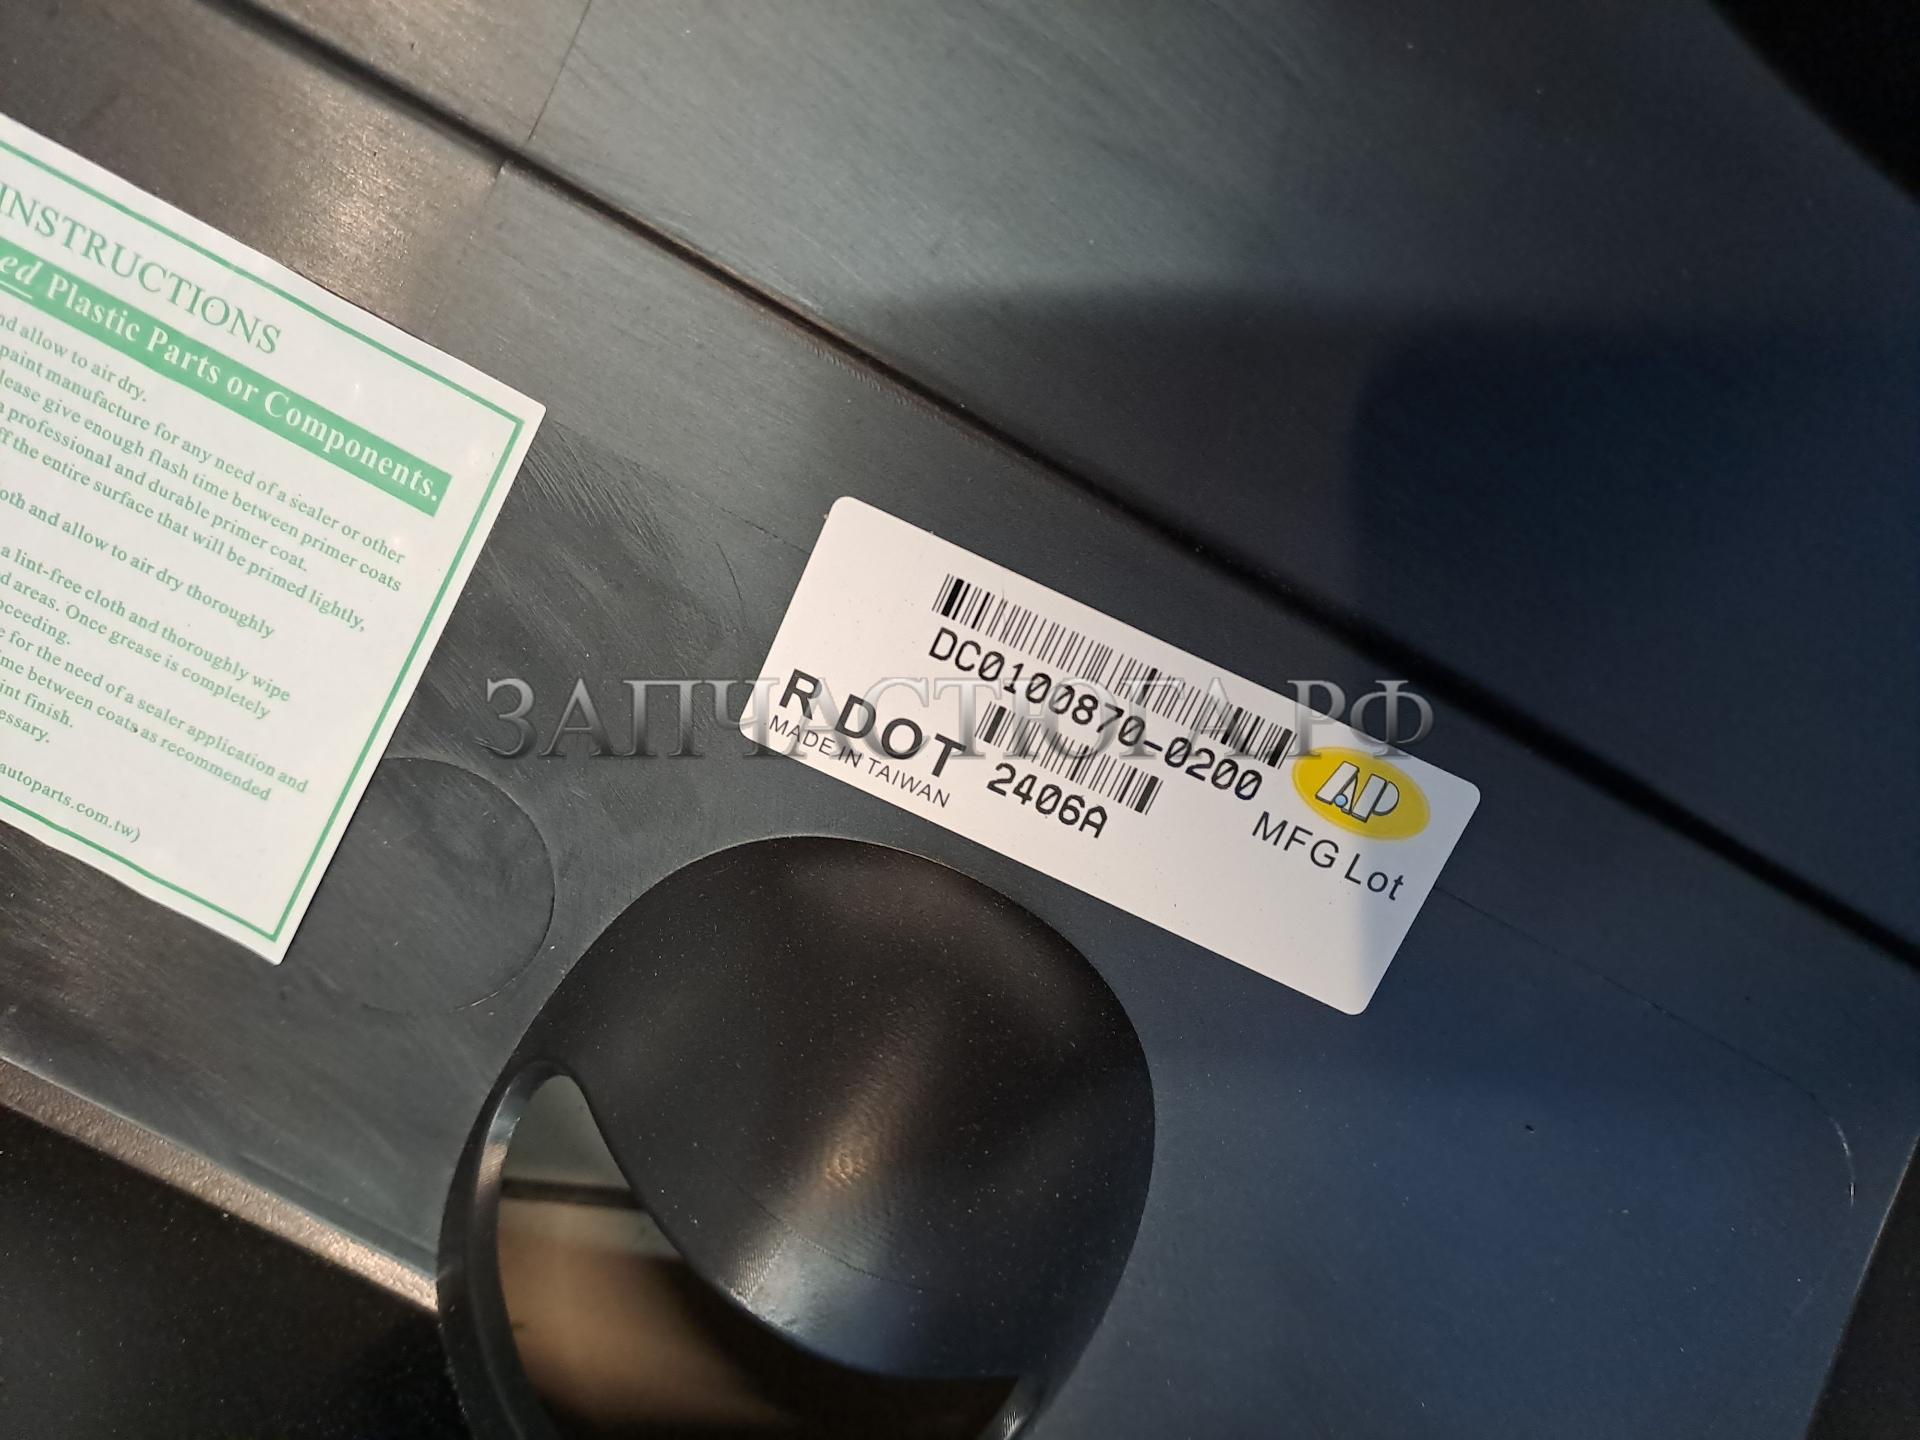 INSTRUCTIONS
ed Plastic Parts or Components.
nd allow to air dry.
paint manufacture for any need of a sealer or other
lease give enough flash time between primer coats
a professional and durable primer coat.
ff the entire surface that will be primed lightly,
loth and allow to air dry thoroughly
a lint-free cloth and thoroughly wipe
d areas. Once grease is completely
oceeding.
e for the need of a sealer application and
me between coats, as recommended
int finish.
essary.
autoparts.com.tw)
DC0100870-0200
R DOT
MADE IN TAIWAN
2406A
AP
MFG Lot
ЗАПЧАСТЮГА.РФ